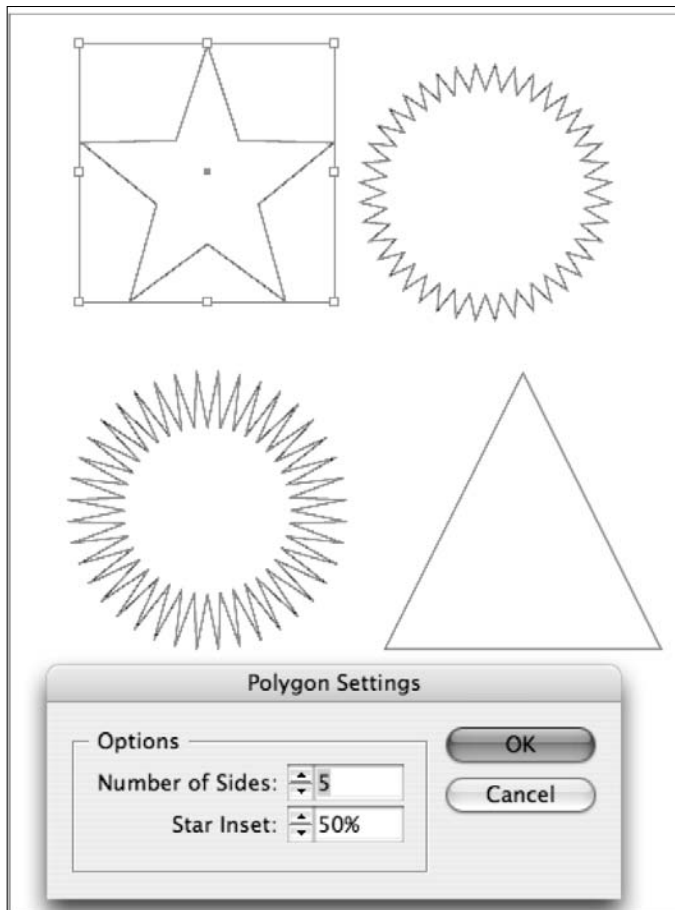 Polygon Settings
Options
Number of Sides: 5
Star Inset: 50%
OK
Cancel